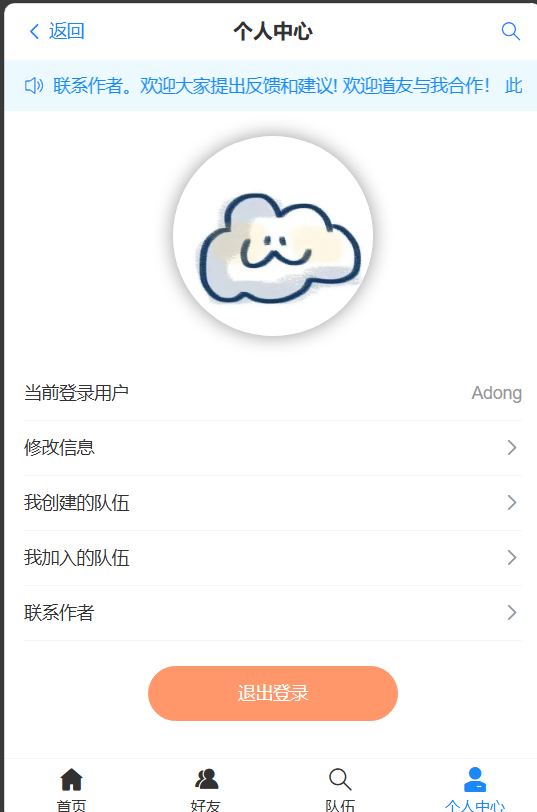 返回
个人中心
联系作者。欢迎大家提出反馈和建议! 欢迎道友与我合作！ 此
当前登录用户
Adong
修改信息
我创建的队伍
我加入的队伍
联系作者
退出登录
首页
好友
队伍
个人中心